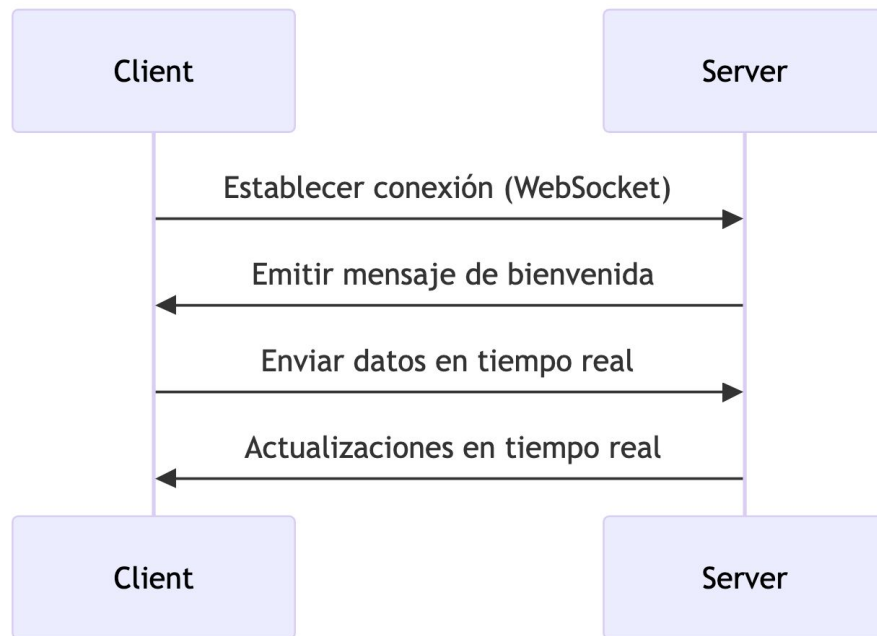 Client
Server
Establecer conexión (WebSocket)
Emitir mensaje de bienvenida
Enviar datos en tiempo real
Actualizaciones en tiempo real
Client
Server